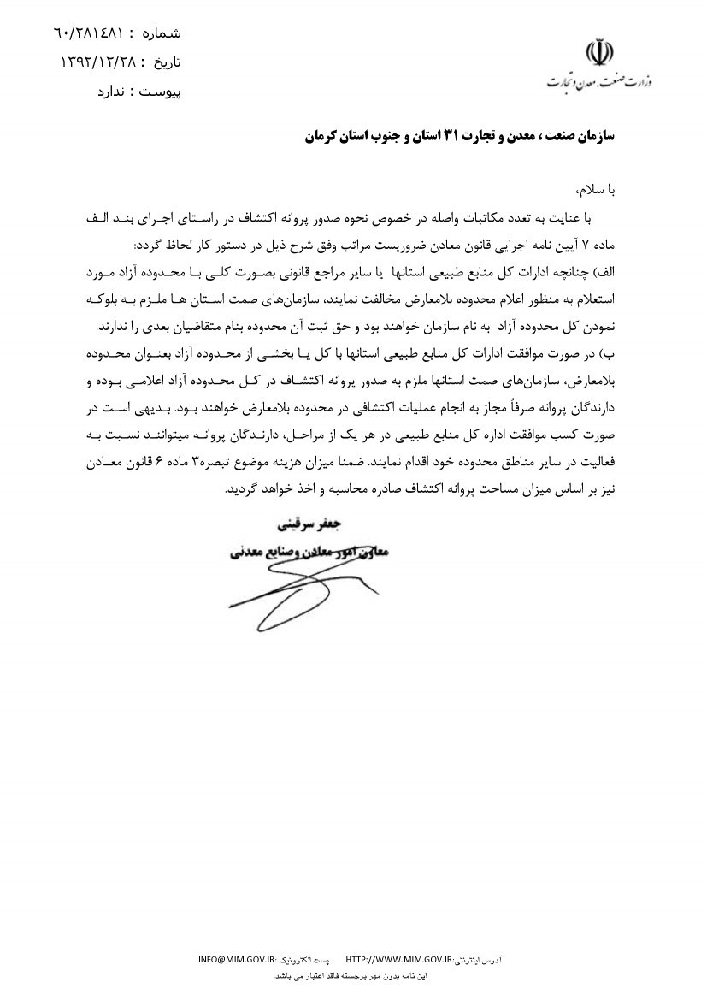 شماره : ٦٠/٢٨١٤٨١
تاریخ : ١٣٩٢/١٢/٢٨
پیوست : ندارد
وزارت صنعت، معدن و تجارت
سازمان صنعت ، معدن و تجارت ۳۱ استان و جنوب استان کرمان
با سلام،
با عنایت به تعدد مکاتبات واصله در خصوص نحوه صدور پروانه اکتشاف در راستای اجرای بند الف
ماده ۷ آیین نامه اجرایی قانون معادن ضروریست مراتب وفق شرح ذیل در دستور کار لحاظ گردد:
الف) چنانچه ادارات کل منابع طبیعی استانها یا سایر مراجع قانونی بصورت کلی با محدوده آزاد مورد
استعلام به منظور اعلام محدوده بلامعارض مخالفت نمایند، سازمان‌های صمت استان ها ملزم به بلوکه
نمودن کل محدوده آزاد به نام سازمان خواهند بود و حق ثبت آن محدوده بنام متقاضیان بعدی را ندارند.
ب) در صورت موافقت ادارات کل منابع طبیعی استانها با کل یا بخشی از محدوده آزاد بعنوان محدوده
بلامعارض، سازمان‌های صمت استانها ملزم به صدور پروانه اکتشاف در کل محدوده آزاد اعلامی بوده و
دارندگان پروانه صرفاً مجاز به انجام عملیات اکتشافی در محدوده بلامعارض خواهند بود. بدیهی است در
صورت کسب موافقت اداره کل منابع طبیعی در هر یک از مراحل، دارندگان پروانه میتوانند نسبت به
فعالیت در سایر مناطق محدوده خود اقدام نمایند. ضمنا میزان هزینه موضوع تبصره۳ ماده ۶ قانون معادن
نیز بر اساس میزان مساحت پروانه اکتشاف صادره محاسبه و اخذ خواهد گردید.
جعفر سرقینی
معاون امور معادن وصنایع معدنی
آدرس اینترنتی:HTTP://WWW.MIM.GOV.IR پست الکترونیک :INFO@MIM.GOV.IR
این نامه بدون مهر برجسته فاقد اعتبار می باشد.